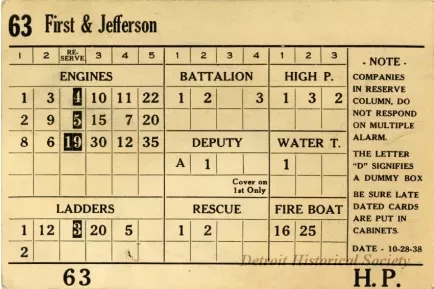 63 First & Jefferson
1 2 RE-SERVE 3 4 5 1 2 3 4 1 2 3
ENGINES BATTALION HIGH P.
1 3 4 10 11 22 1 2 3 1 3 2
2 9 5 15 7 20
8 6 19 30 12 35 DEPUTY WATER T.
A 1 1
Cover on
1st Only
LADDERS RESCUE FIRE BOAT
1 12 3 20 5 1 2 16 25
2
- NOTE -
COMPANIES
IN RESERVE
COLUMN, DO
NOT RESPOND
ON MULTIPLE
ALARM.
THE LETTER
"D" SIGNIFIES
A DUMMY BOX
BE SURE LATE
DATED CARDS
ARE PUT IN
CABINETS.
DATE - 10-28-38
Detroit Historical Society
63 H.P.